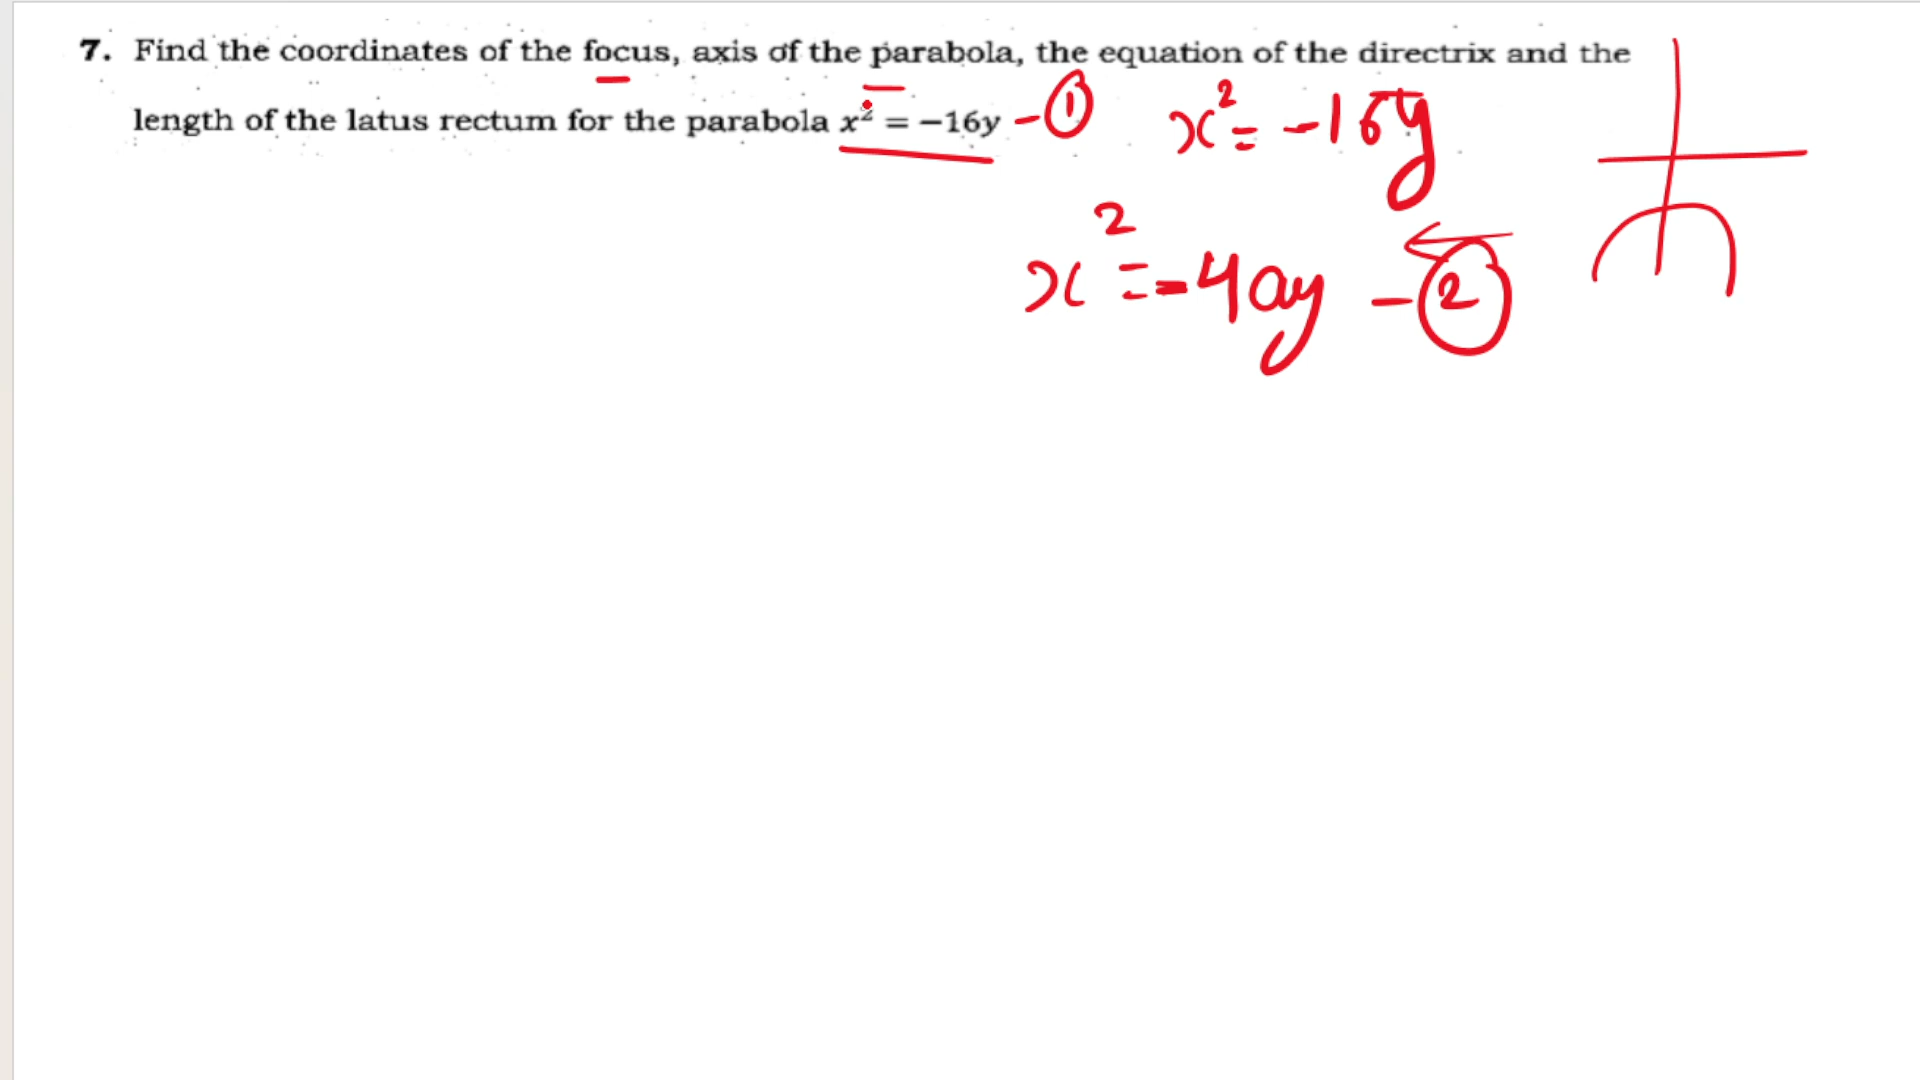 7. Find the coordinates of the focus, axis of the parabola, the equation of the directrix and the
length of the latus rectum for the parabola x² = −16y -①
x² = -16y
x² = -4ay -②